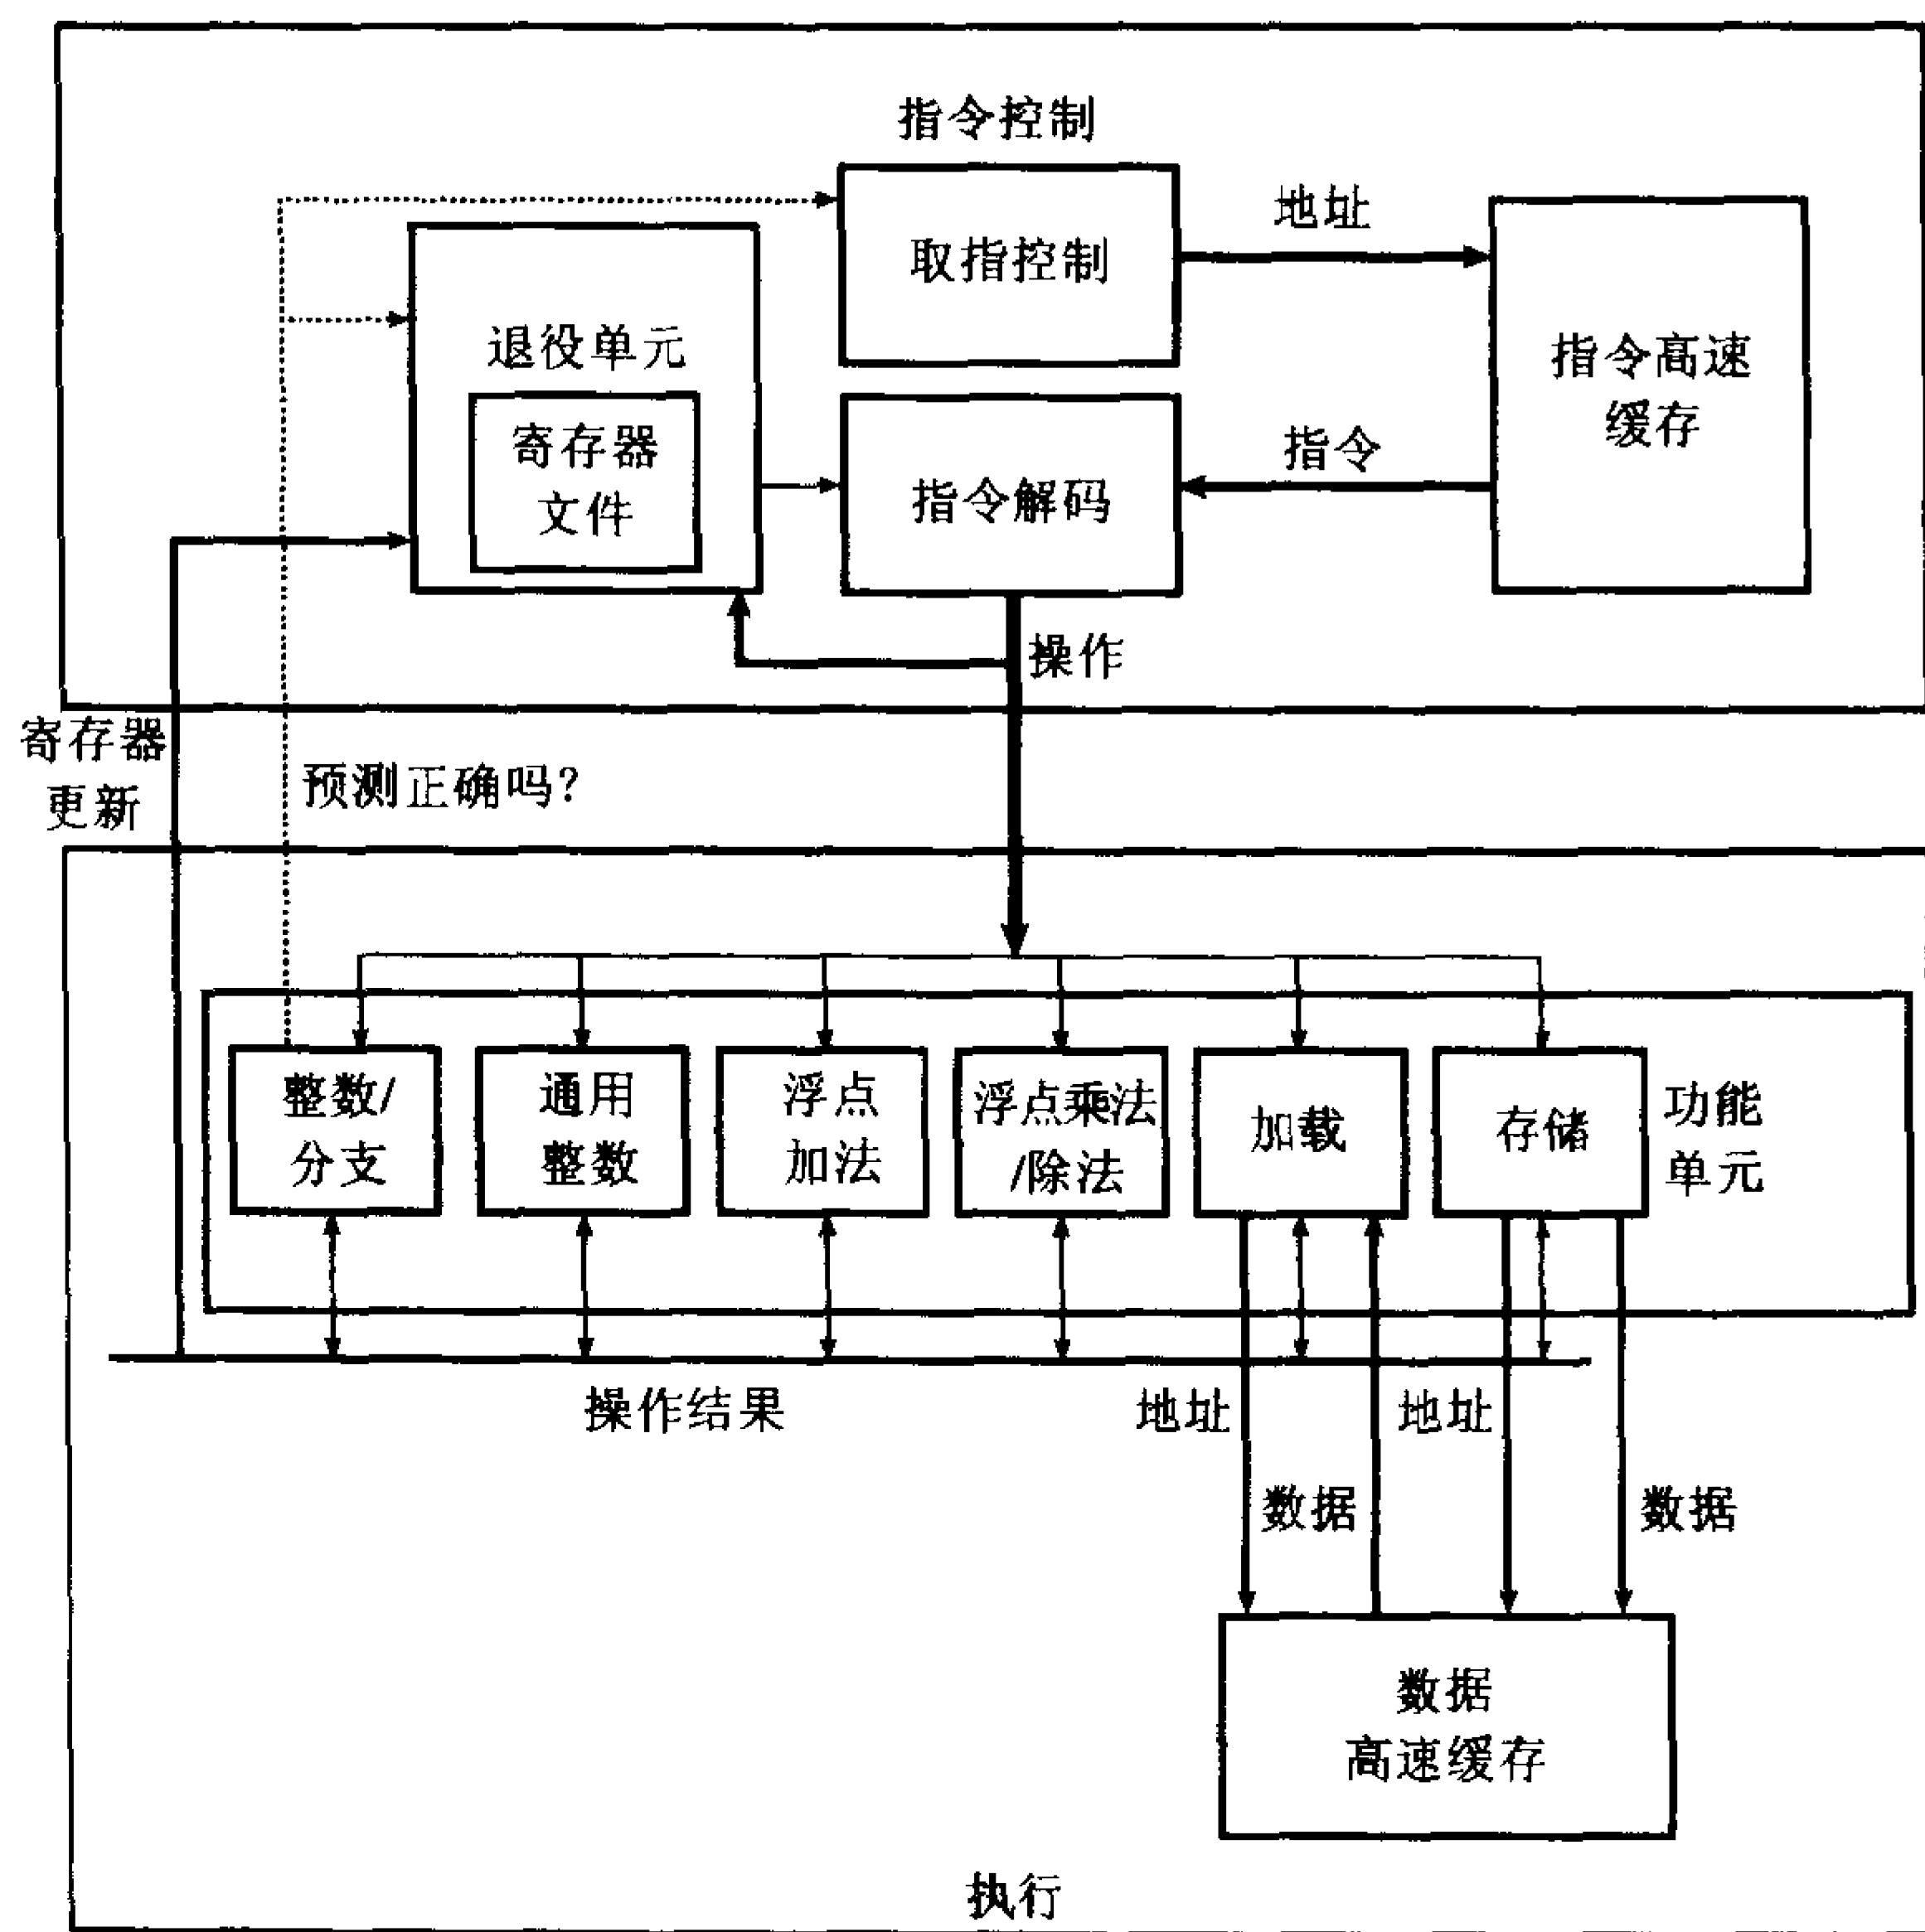 指令控制
取指控制
地址
指令高速
缓存
退役单元
寄存器
文件
指令解码
指令
操作
寄存器
更新
预测正确吗?
整数/
分支
通用
整数
浮点
加法
浮点乘法
/除法
加载
存储
功能
单元
操作结果
地址
地址
数据
数据
数据
高速缓存
执行